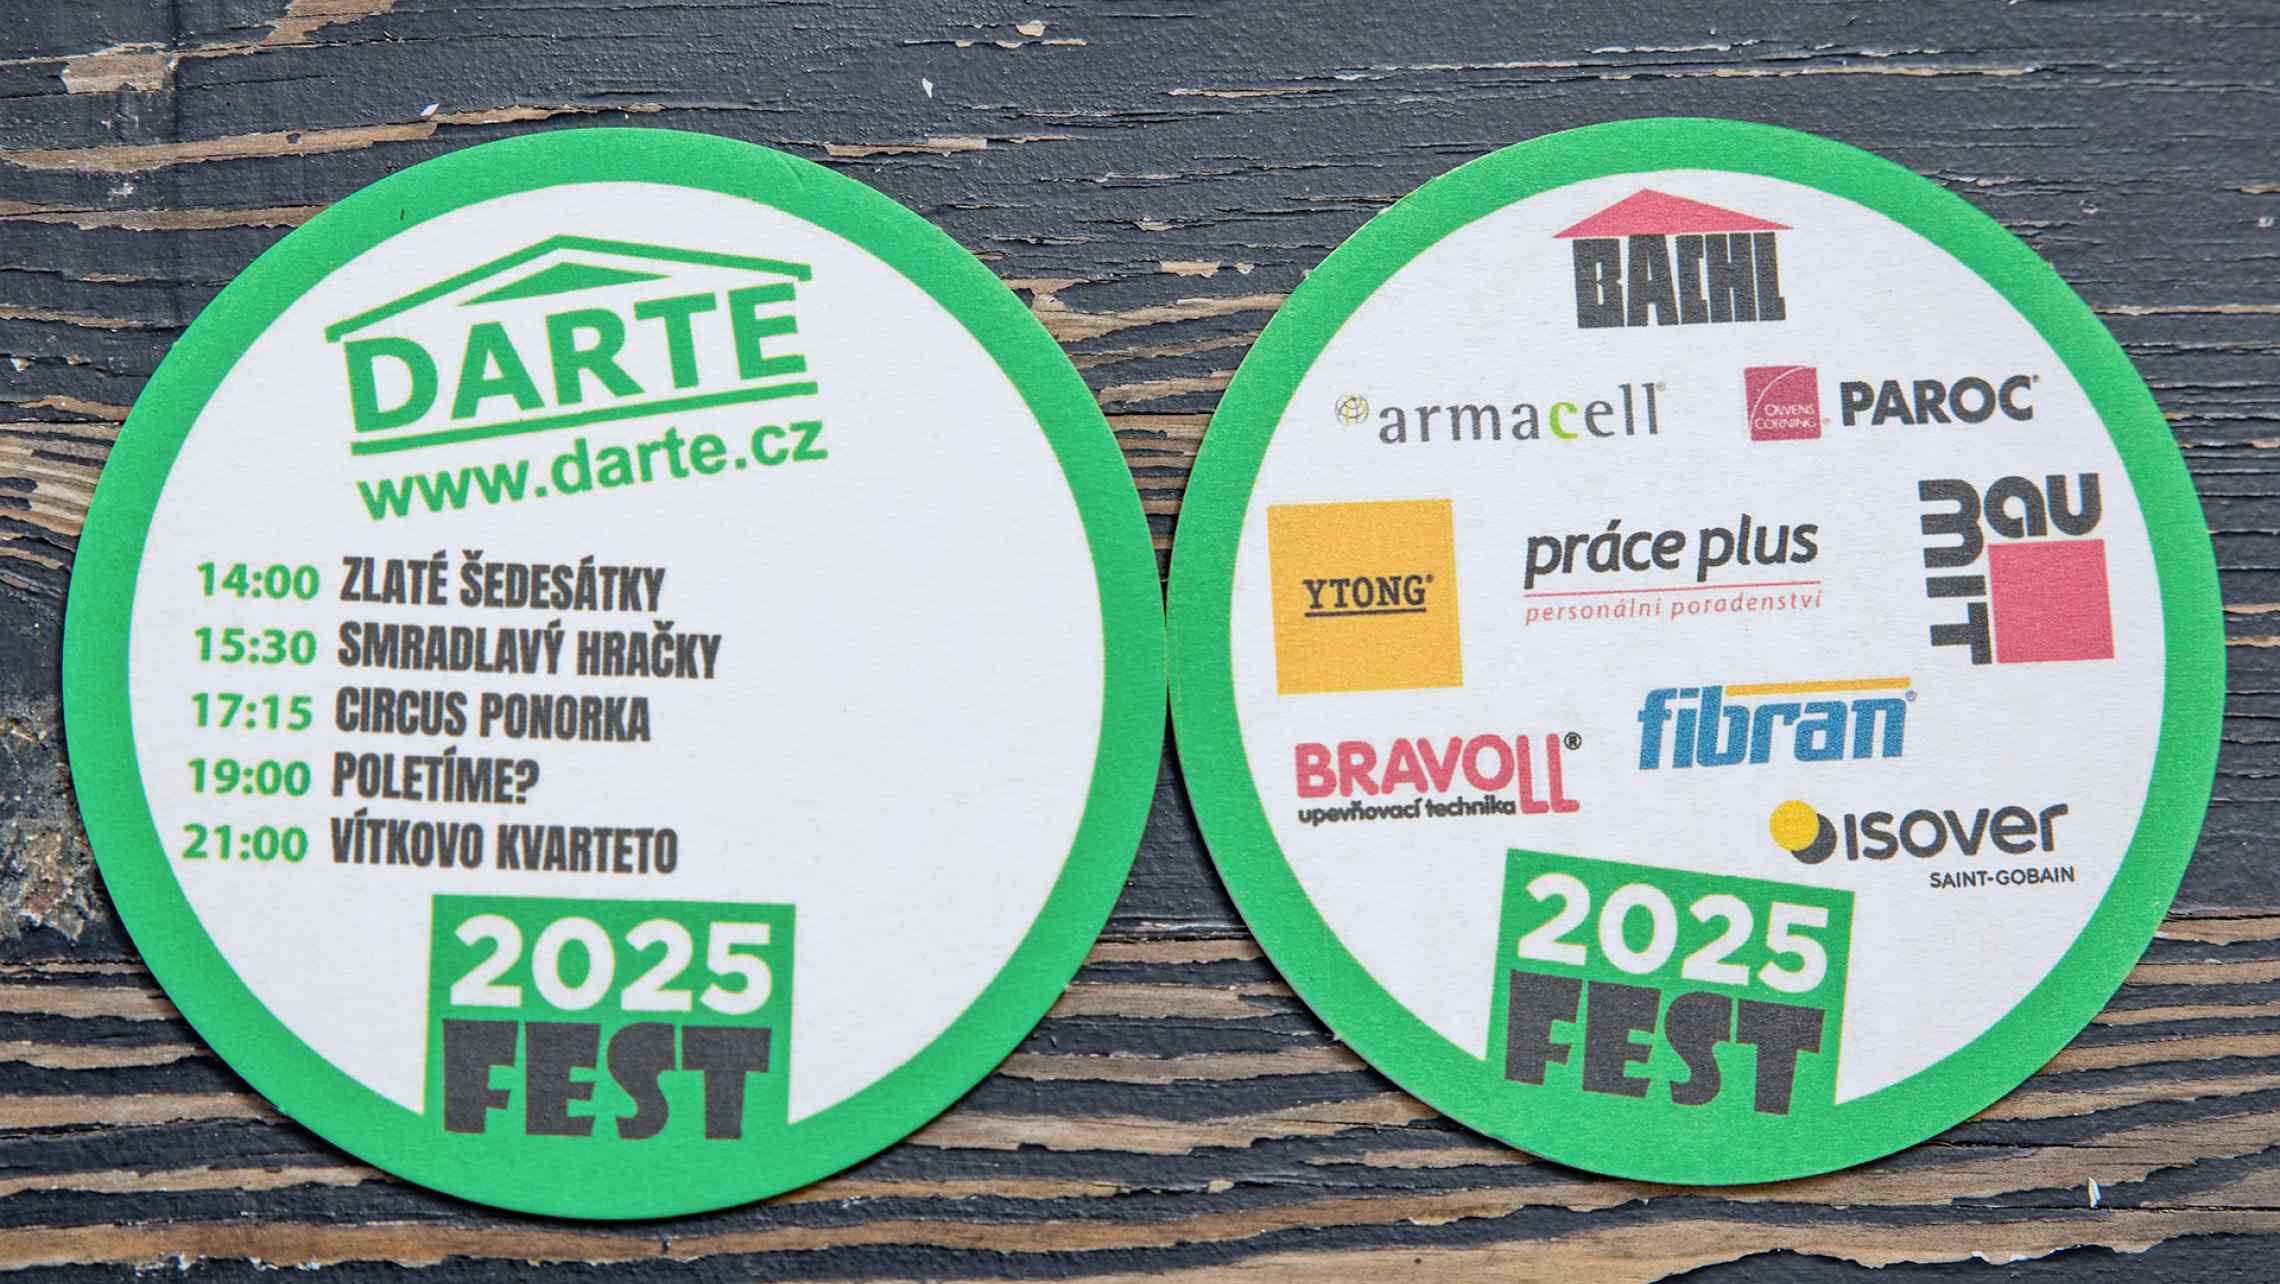 DARTE
www.darte.cz
14:00 ZLATÉ ŠEDESÁTKY
15:30 SMRADLAVÝ HRAČKY
17:15 CIRCUS PONORKA
19:00 POLETÍME?
21:00 VÍTKOVO KVARTETO
2025
FEST
BACHL
armacell®
OWENS
CORNING®
PAROC®
YTONG®
práce plus
personální poradenství
BAU
MIT
fibran®
BRAVOLL®
upevňovací technika
ISOVER
SAINT-GOBAIN
2025
FEST